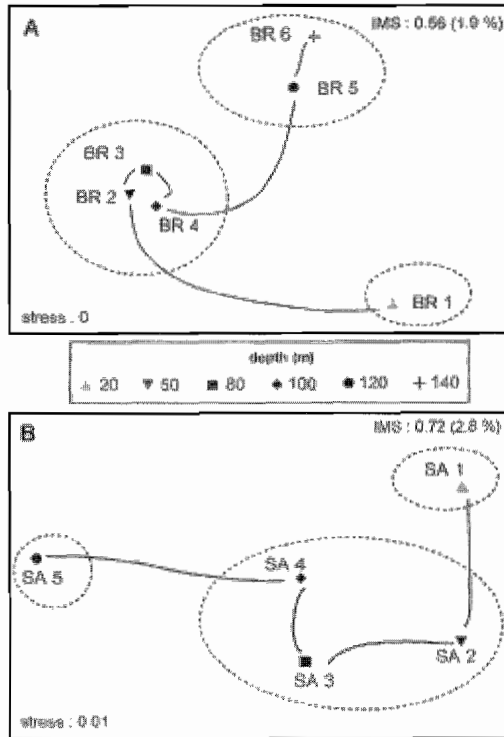 A
IMS : 0.56 (1.9 %)
BR 6
BR 5
BR 3
BR 2
BR 4
BR 1
stress : 0
depth (m)
20 50 80 100 120 140
B
IMS : 0.72 (2.8 %)
SA 1
SA 4
SA 5
SA 2
SA 3
stress : 0.01